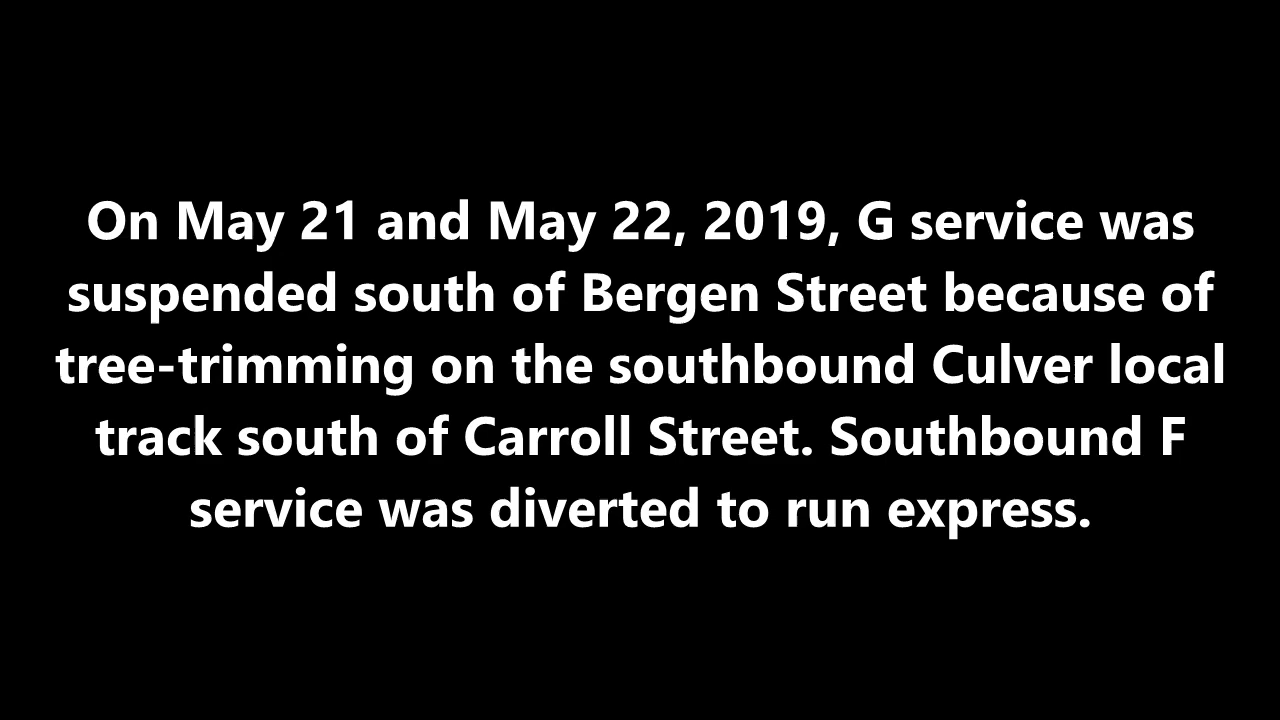 On May 21 and May 22, 2019, G service was
suspended south of Bergen Street because of
tree-trimming on the southbound Culver local
track south of Carroll Street. Southbound F
service was diverted to run express.